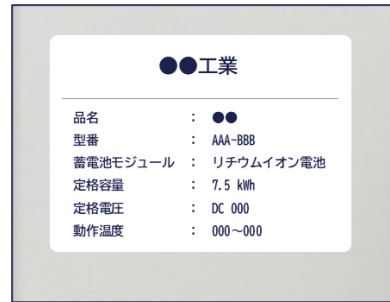 ●●工業
品名 : ●●
型番 : AAA-BBB
蓄電池モジュール : リチウムイオン電池
定格容量 : 7.5 kWh
定格電圧 : DC 000
動作温度 : 000~000